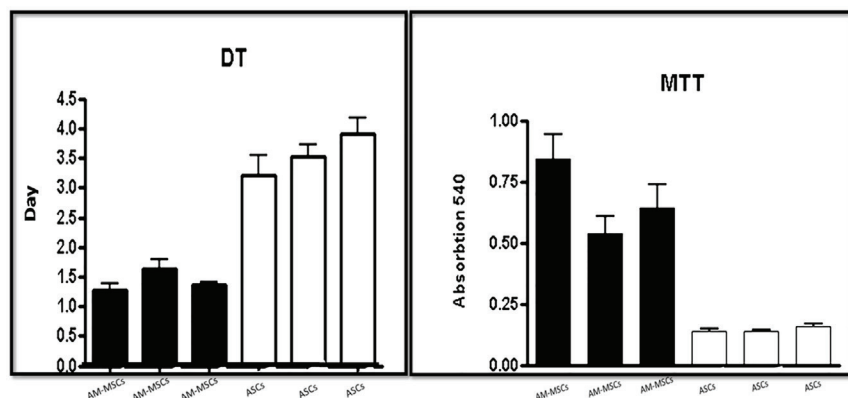 DT
Day
4.5
4.0
3.5
3.0
2.5
2.0
1.5
1.0
0.5
0.0
AM-MSCs AM-MSCs AM-MSCs ASCs ASCs ASCs
MTT
Absorbtion 540
1.00
0.75
0.50
0.25
0.00
AM-MSCs AM-MSCs AM-MSCs ASCs ASCs ASCs